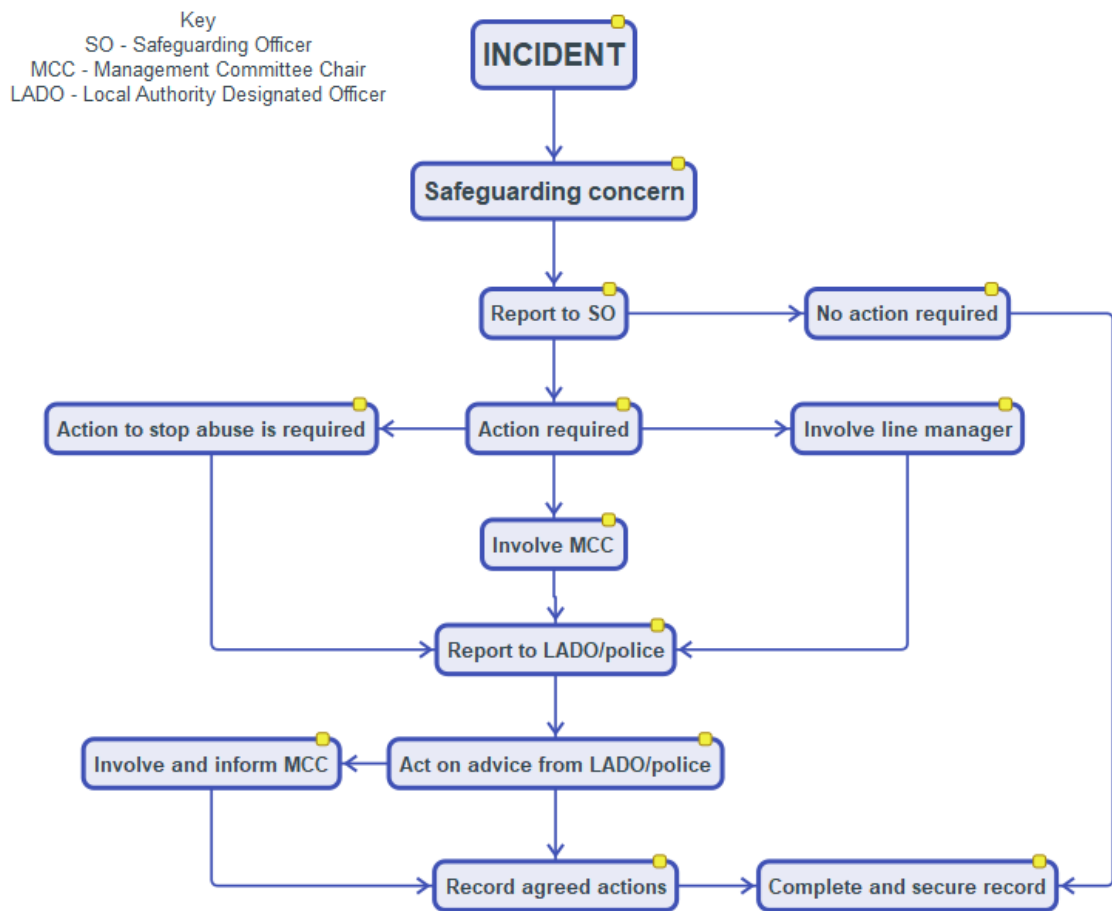 Key
SO - Safeguarding Officer
MCC - Management Committee Chair
LADO - Local Authority Designated Officer
INCIDENT
Safeguarding concern
Report to SO
No action required
Action to stop abuse is required
Action required
Involve line manager
Involve MCC
Report to LADO/police
Involve and inform MCC
Act on advice from LADO/police
Record agreed actions
Complete and secure record